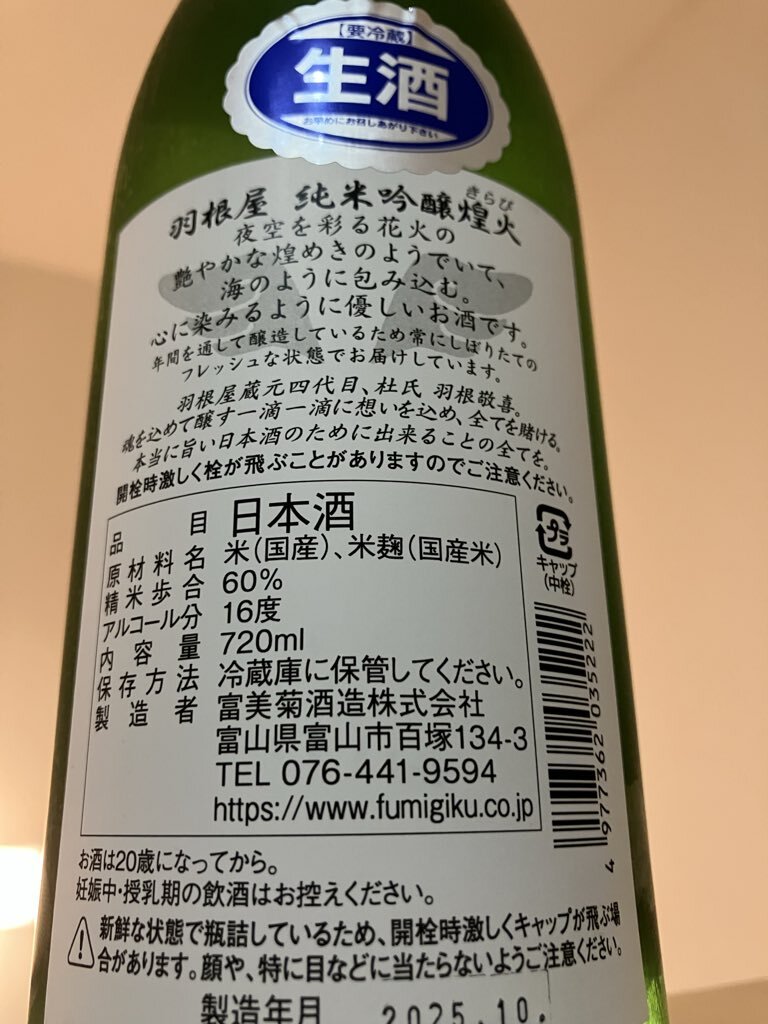 【要冷蔵】
生酒
お早めにお召しあがり下さい
きらび
羽根屋 純米吟醸煌火
夜空を彩る花火の
艶やかな煌めきのようでいて、
海のように包み込む。
心に染みるように優しいお酒です。
年間を通して醸造しているため常にしぼりたての
フレッシュな状態でお届けしています。
羽根屋蔵元四代目、杜氏 羽根敬喜。
魂を込めて醸す一滴一滴に想いを込め、全てを賭ける。
本当に旨い日本酒のために出来ることの全てを。
開栓時激しく栓が飛ぶことがありますのでご注意ください。
品目 日本酒
原材料名 米(国産)、米麹(国産米)
精米歩合 60%
アルコール分 16度
内容量 720ml
保存方法 冷蔵庫に保管してください。
製造者 富美菊酒造株式会社
富山県富山市百塚134-3
TEL 076-441-9594
https://www.fumigiku.co.jp
プラ
キャップ
(中栓)
4 977362 035222
お酒は20歳になってから。
妊娠中・授乳期の飲酒はお控えください。
新鮮な状態で瓶詰しているため、開栓時激しくキャップが飛ぶ場
合があります。顔や、特に目などに当たらないようご注意ください。
製造年月 2025.10.